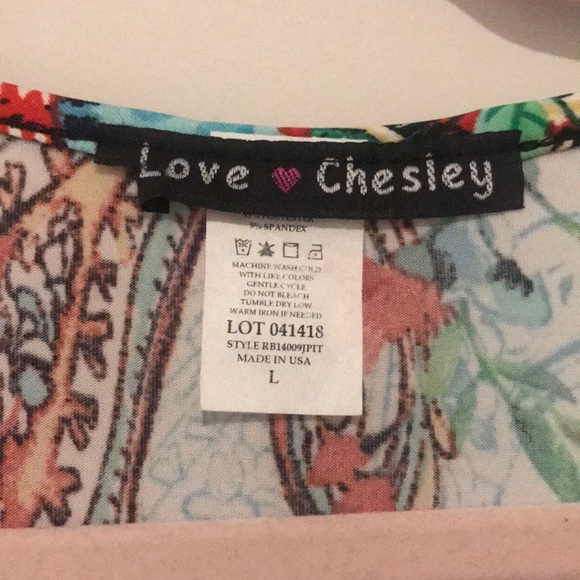 Love Chesley
5% SPANDEX
MACHINE WASH COLD
WITH LIKE COLORS
GENTLE CYCLE
DO NOT BLEACH
TUMBLE DRY LOW
WARM IRON IF NEEDED
LOT 041418
STYLE RB14009JPIT
MADE IN USA
L